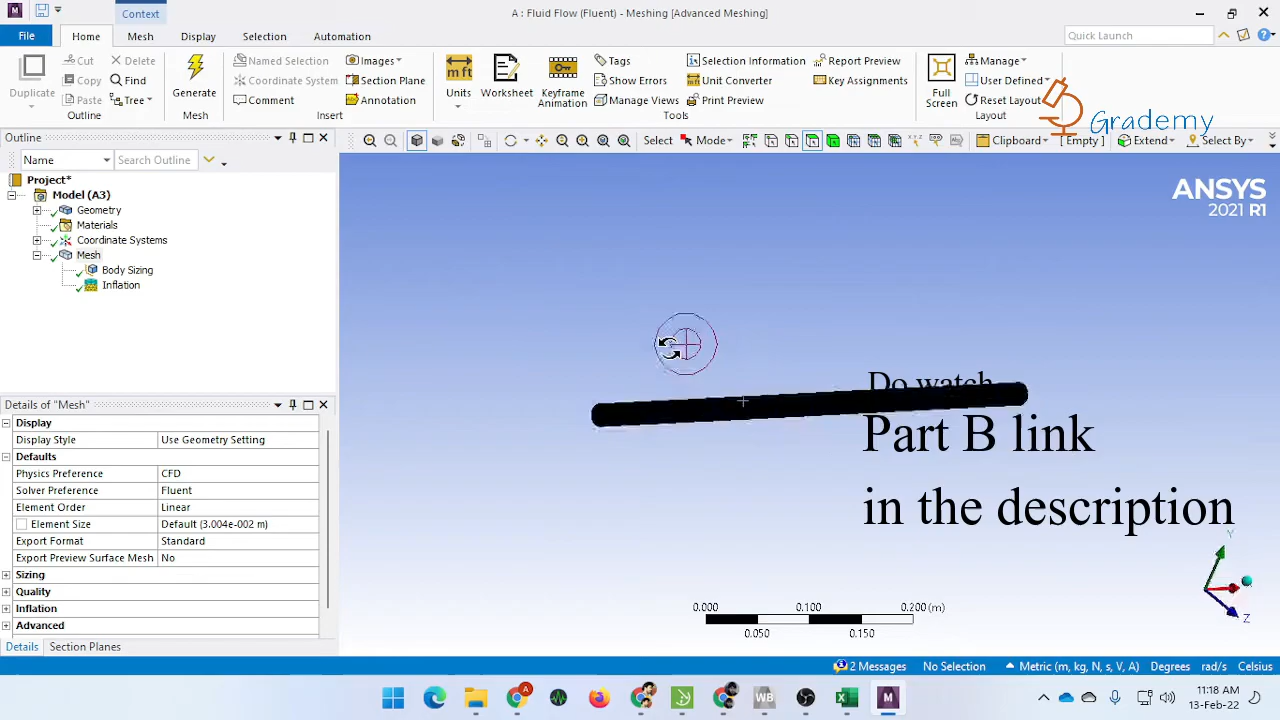 Context
A : Fluid Flow (Fluent) - Meshing [Advanced Meshing]
File
Home
Mesh
Display
Selection
Automation
Quick Launch
Duplicate
Cut
Copy
Paste
Delete
Find
Tree
Outline
Generate
Mesh
Named Selection
Coordinate System
Comment
Images
Section Plane
Annotation
Insert
Units
Worksheet
Keyframe
Animation
Tags
Show Errors
Manage Views
Selection Information
Unit Converter
Print Preview
Report Preview
Key Assignments
Tools
Full
Screen
Manage
User Defined
Reset Layout
Layout
Grademy
Outline
Select
Mode
Clipboard
[ Empty ]
Extend
Select By
Name
Search Outline
Project*
Model (A3)
Geometry
Materials
Coordinate Systems
Mesh
Body Sizing
Inflation
ANSYS
2021 R1
Do watch
Part B link
in the description
Details of "Mesh"
Display
Display Style Use Geometry Setting
Defaults
Physics Preference CFD
Solver Preference Fluent
Element Order Linear
Element Size Default (3.004e-002 m)
Export Format Standard
Export Preview Surface Mesh No
Sizing
Quality
Inflation
Advanced
Details
Section Planes
0.000 0.100 0.200 (m)
0.050 0.150
Y
Z
2 Messages
No Selection
Metric (m, kg, N, s, V, A)
Degrees
rad/s
Celsius
11:18 AM
13-Feb-22